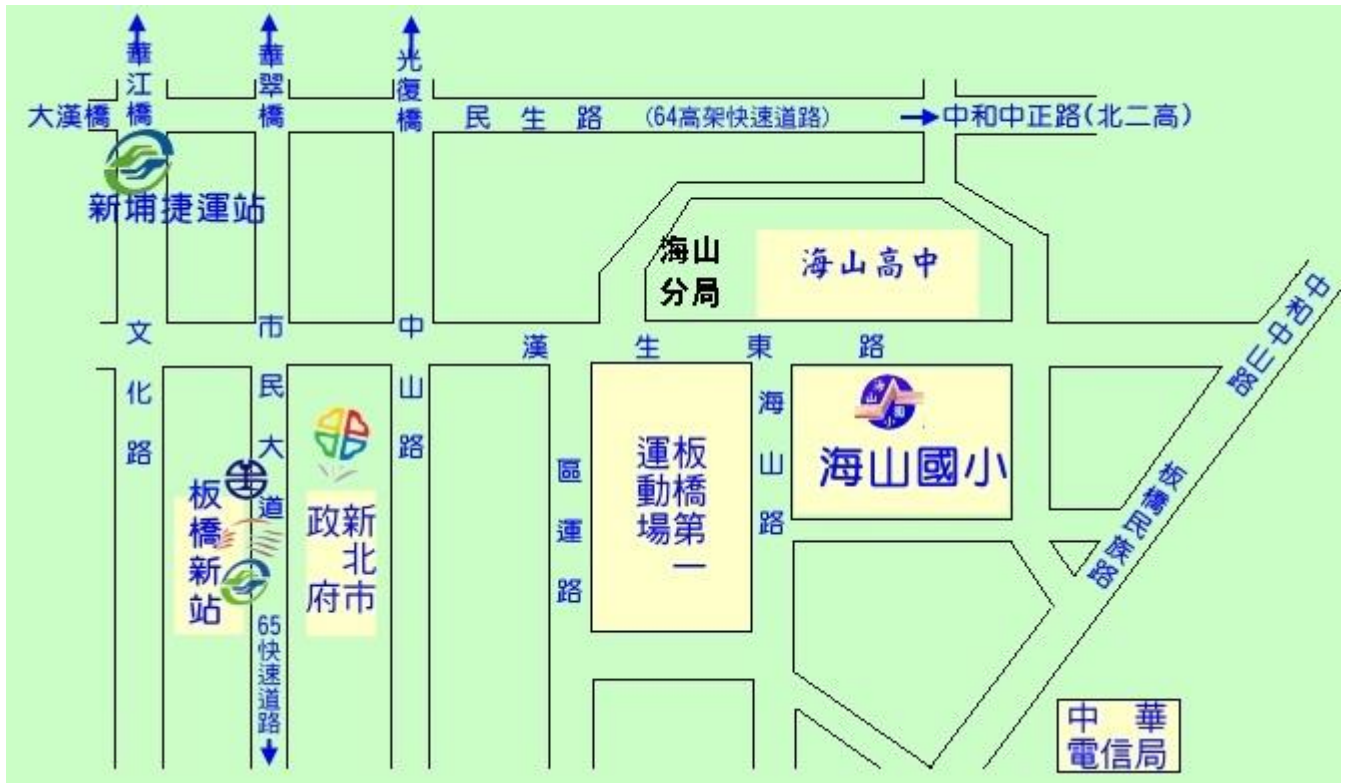 華江橋
華翠橋
光復橋
大漢橋
民生路
(64高架快速道路)
中和中正路(北二高)
新埔捷運站
海山
分局
海山高中
文化路
市民大道
中山路
漢生東路
中和中山路
區運路
板橋第一
運動場
海山路
海山國小
海山國小
板橋民族路
板橋新站
新北市
政府
65快速道路
中華
電信局